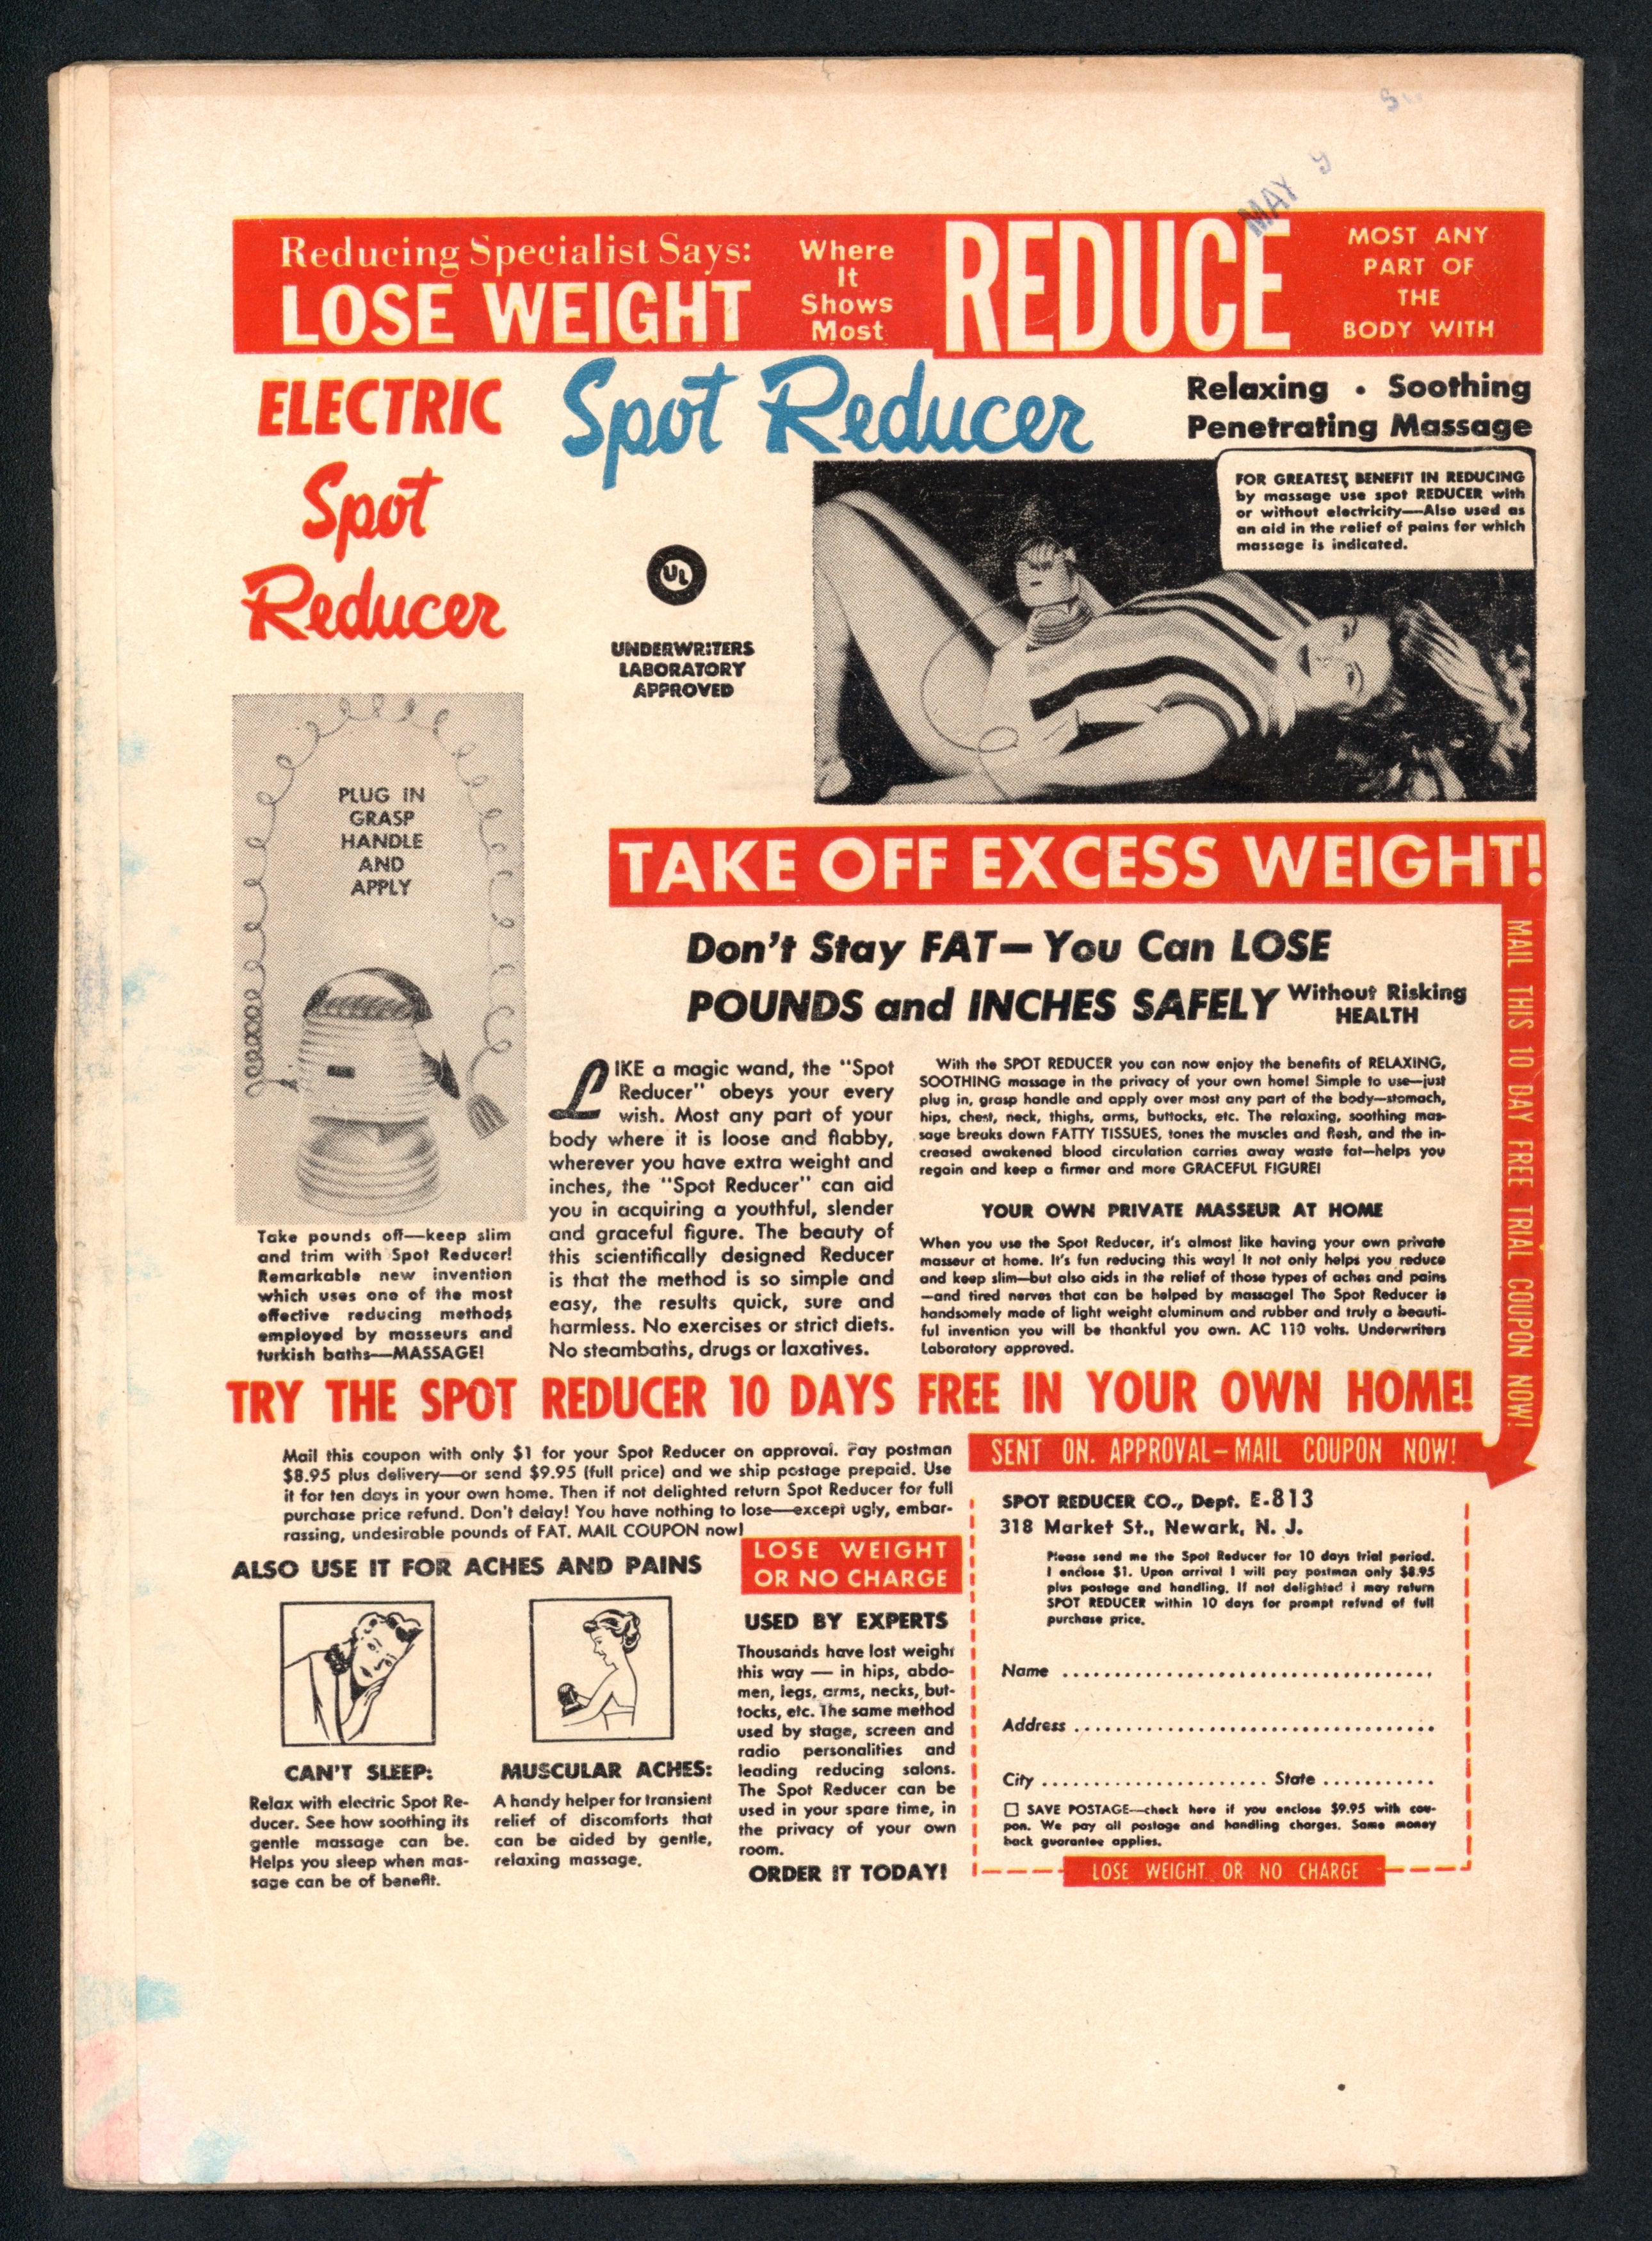 MAY 9
Reducing Specialist Says:
LOSE WEIGHT
Where
It
Shows
Most
REDUCE
MOST ANY
PART OF
THE
BODY WITH
ELECTRIC
Spot
Reducer
Spot Reducer
Relaxing • Soothing
Penetrating Massage
FOR GREATEST BENEFIT IN REDUCING
by massage use spot REDUCER with
or without electricity—Also used as
an aid in the relief of pains for which
massage is indicated.
UL
UNDERWRITERS
LABORATORY
APPROVED
PLUG IN
GRASP
HANDLE
AND
APPLY
Take pounds off—keep slim
and trim with Spot Reducer!
Remarkable new invention
which uses one of the most
effective reducing methods
employed by masseurs and
turkish baths—MASSAGE!
TAKE OFF EXCESS WEIGHT!
Don't Stay FAT— You Can LOSE
POUNDS and INCHES SAFELY Without Risking
HEALTH
LIKE a magic wand, the "Spot
Reducer" obeys your every
wish. Most any part of your
body where it is loose and flabby,
wherever you have extra weight and
inches, the "Spot Reducer" can aid
you in acquiring a youthful, slender
and graceful figure. The beauty of
this scientifically designed Reducer
is that the method is so simple and
easy, the results quick, sure and
harmless. No exercises or strict diets.
No steambaths, drugs or laxatives.
With the SPOT REDUCER you can now enjoy the benefits of RELAXING,
SOOTHING massage in the privacy of your own home! Simple to use—just
plug in, grasp handle and apply over most any part of the body—stomach,
hips, chest, neck, thighs, arms, buttocks, etc. The relaxing, soothing mas-
sage breaks down FATTY TISSUES, tones the muscles and flesh, and the in-
creased awakened blood circulation carries away waste fat—helps you
regain and keep a firmer and more GRACEFUL FIGURE!
YOUR OWN PRIVATE MASSEUR AT HOME
When you use the Spot Reducer, it's almost like having your own private
masseur at home. It's fun reducing this way! It not only helps you reduce
and keep slim—but also aids in the relief of those types of aches and pains
—and tired nerves that can be helped by massage! The Spot Reducer is
handsomely made of light weight aluminum and rubber and truly a beauti-
ful invention you will be thankful you own. AC 110 volts. Underwriters
Laboratory approved.
MAIL THIS 10 DAY FREE TRIAL COUPON NOW!
TRY THE SPOT REDUCER 10 DAYS FREE IN YOUR OWN HOME!
Mail this coupon with only $1 for your Spot Reducer on approval. Pay postman
$8.95 plus delivery—or send $9.95 (full price) and we ship postage prepaid. Use
it for ten days in your own home. Then if not delighted return Spot Reducer for full
purchase price refund. Don't delay! You have nothing to lose—except ugly, embar-
rassing, undesirable pounds of FAT. MAIL COUPON now!
ALSO USE IT FOR ACHES AND PAINS
CAN'T SLEEP:
Relax with electric Spot Re-
ducer. See how soothing its
gentle massage can be.
Helps you sleep when mas-
sage can be of benefit.
MUSCULAR ACHES:
A handy helper for transient
relief of discomforts that
can be aided by gentle,
relaxing massage.
LOSE WEIGHT
OR NO CHARGE
USED BY EXPERTS
Thousands have lost weight
this way — in hips, abdo-
men, legs, arms, necks, but-
tocks, etc. The same method
used by stage, screen and
radio personalities and
leading reducing salons.
The Spot Reducer can be
used in your spare time, in
the privacy of your own
room.
ORDER IT TODAY!
SENT ON. APPROVAL—MAIL COUPON NOW!
SPOT REDUCER CO., Dept. E-813
318 Market St., Newark, N. J.
Please send me the Spot Reducer for 10 days trial period.
I enclose $1. Upon arrival I will pay postman only $8.95
plus postage and handling. If not delighted I may return
SPOT REDUCER within 10 days for prompt refund of full
purchase price.
Name
Address
City State
SAVE POSTAGE—check here if you enclose $9.95 with cou-
pon. We pay all postage and handling charges. Same money
back guarantee applies.
LOSE WEIGHT OR NO CHARGE